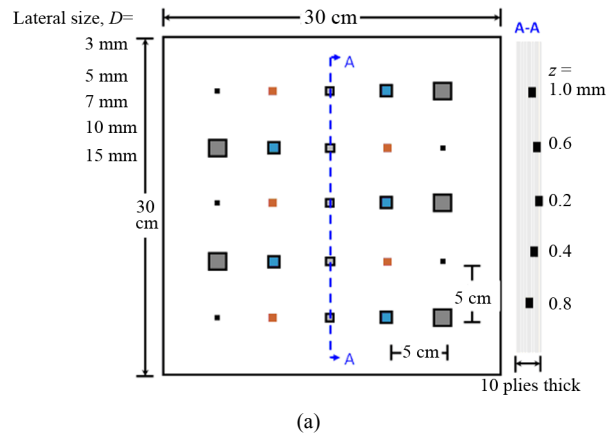 Lateral size, D=
3 mm
5 mm
7 mm
10 mm
15 mm
30 cm
A-A
A
z =
1.0 mm
0.6
0.2
0.4
0.8
30
cm
5 cm
5 cm
A
10 plies thick
(a)